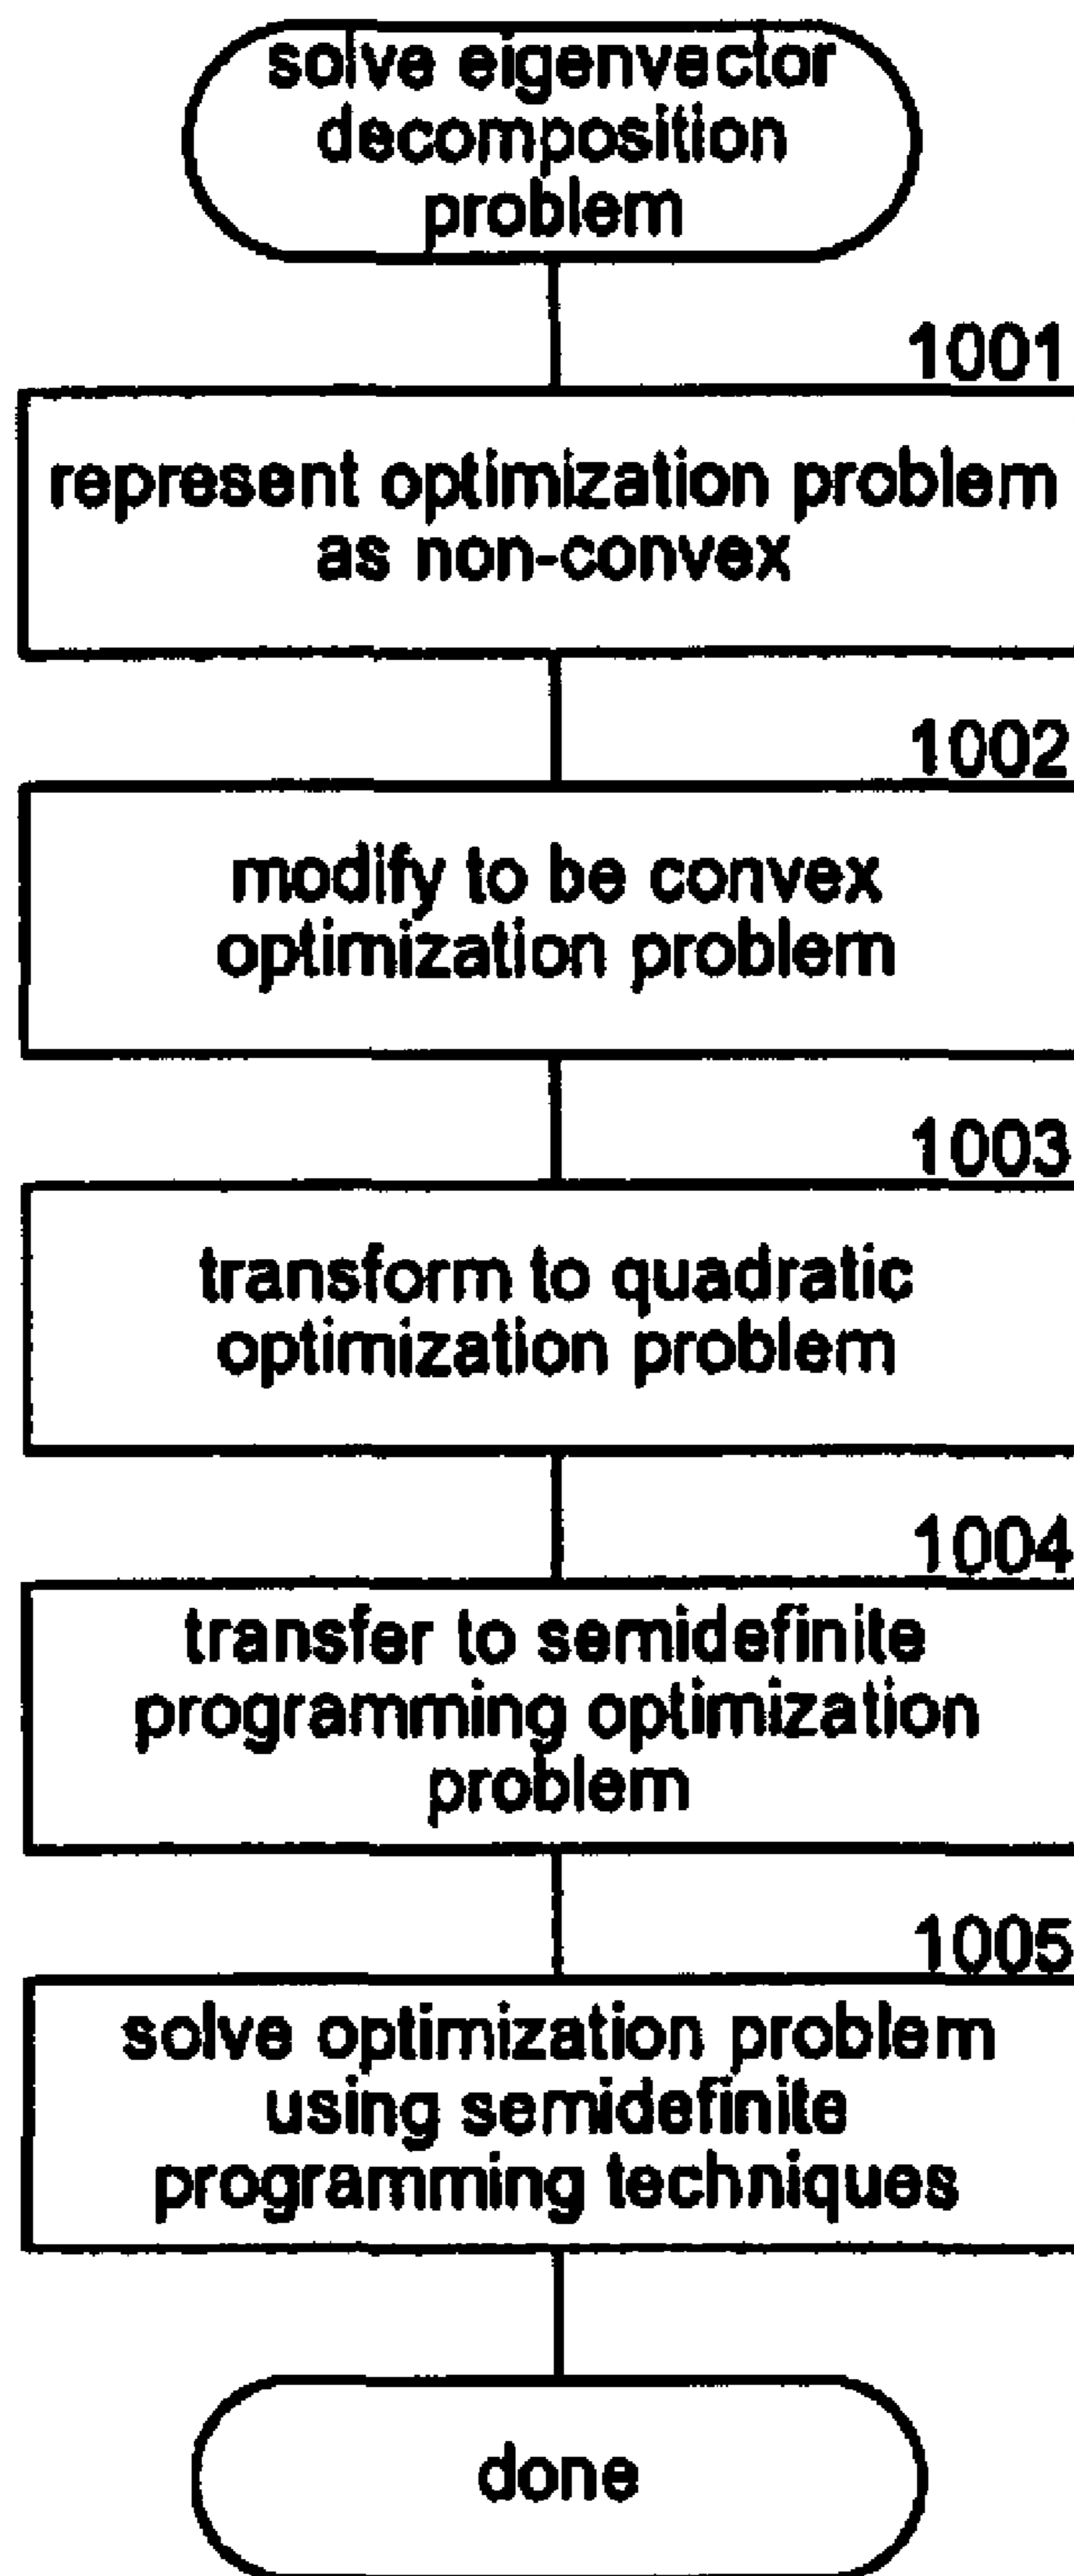 solve eigenvector
decomposition
problem
1001
represent optimization problem
as non-convex
1002
modify to be convex
optimization problem
1003
transform to quadratic
optimization problem
1004
transfer to semidefinite
programming optimization
problem
1005
solve optimization problem
using semidefinite
programming techniques
done